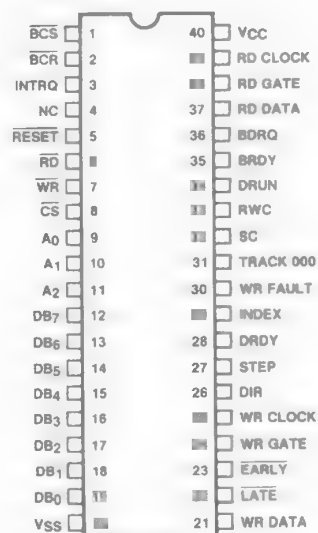 BCS 1 40 VCC
BCR 2 RD CLOCK
INTRQ 3 RD GATE
NC 4 37 RD DATA
RESET 5 36 BDRQ
RD 35 BRDY
WR 7 DRUN
CS 8 RWC
A0 9 SC
A1 10 31 TRACK 000
A2 11 30 WR FAULT
DB7 12 INDEX
DB6 13 28 DRDY
DB5 14 27 STEP
DB4 15 26 DIR
DB3 16 WR CLOCK
DB2 17 WR GATE
DB1 18 23 EARLY
DB0 LATE
VSS 21 WR DATA